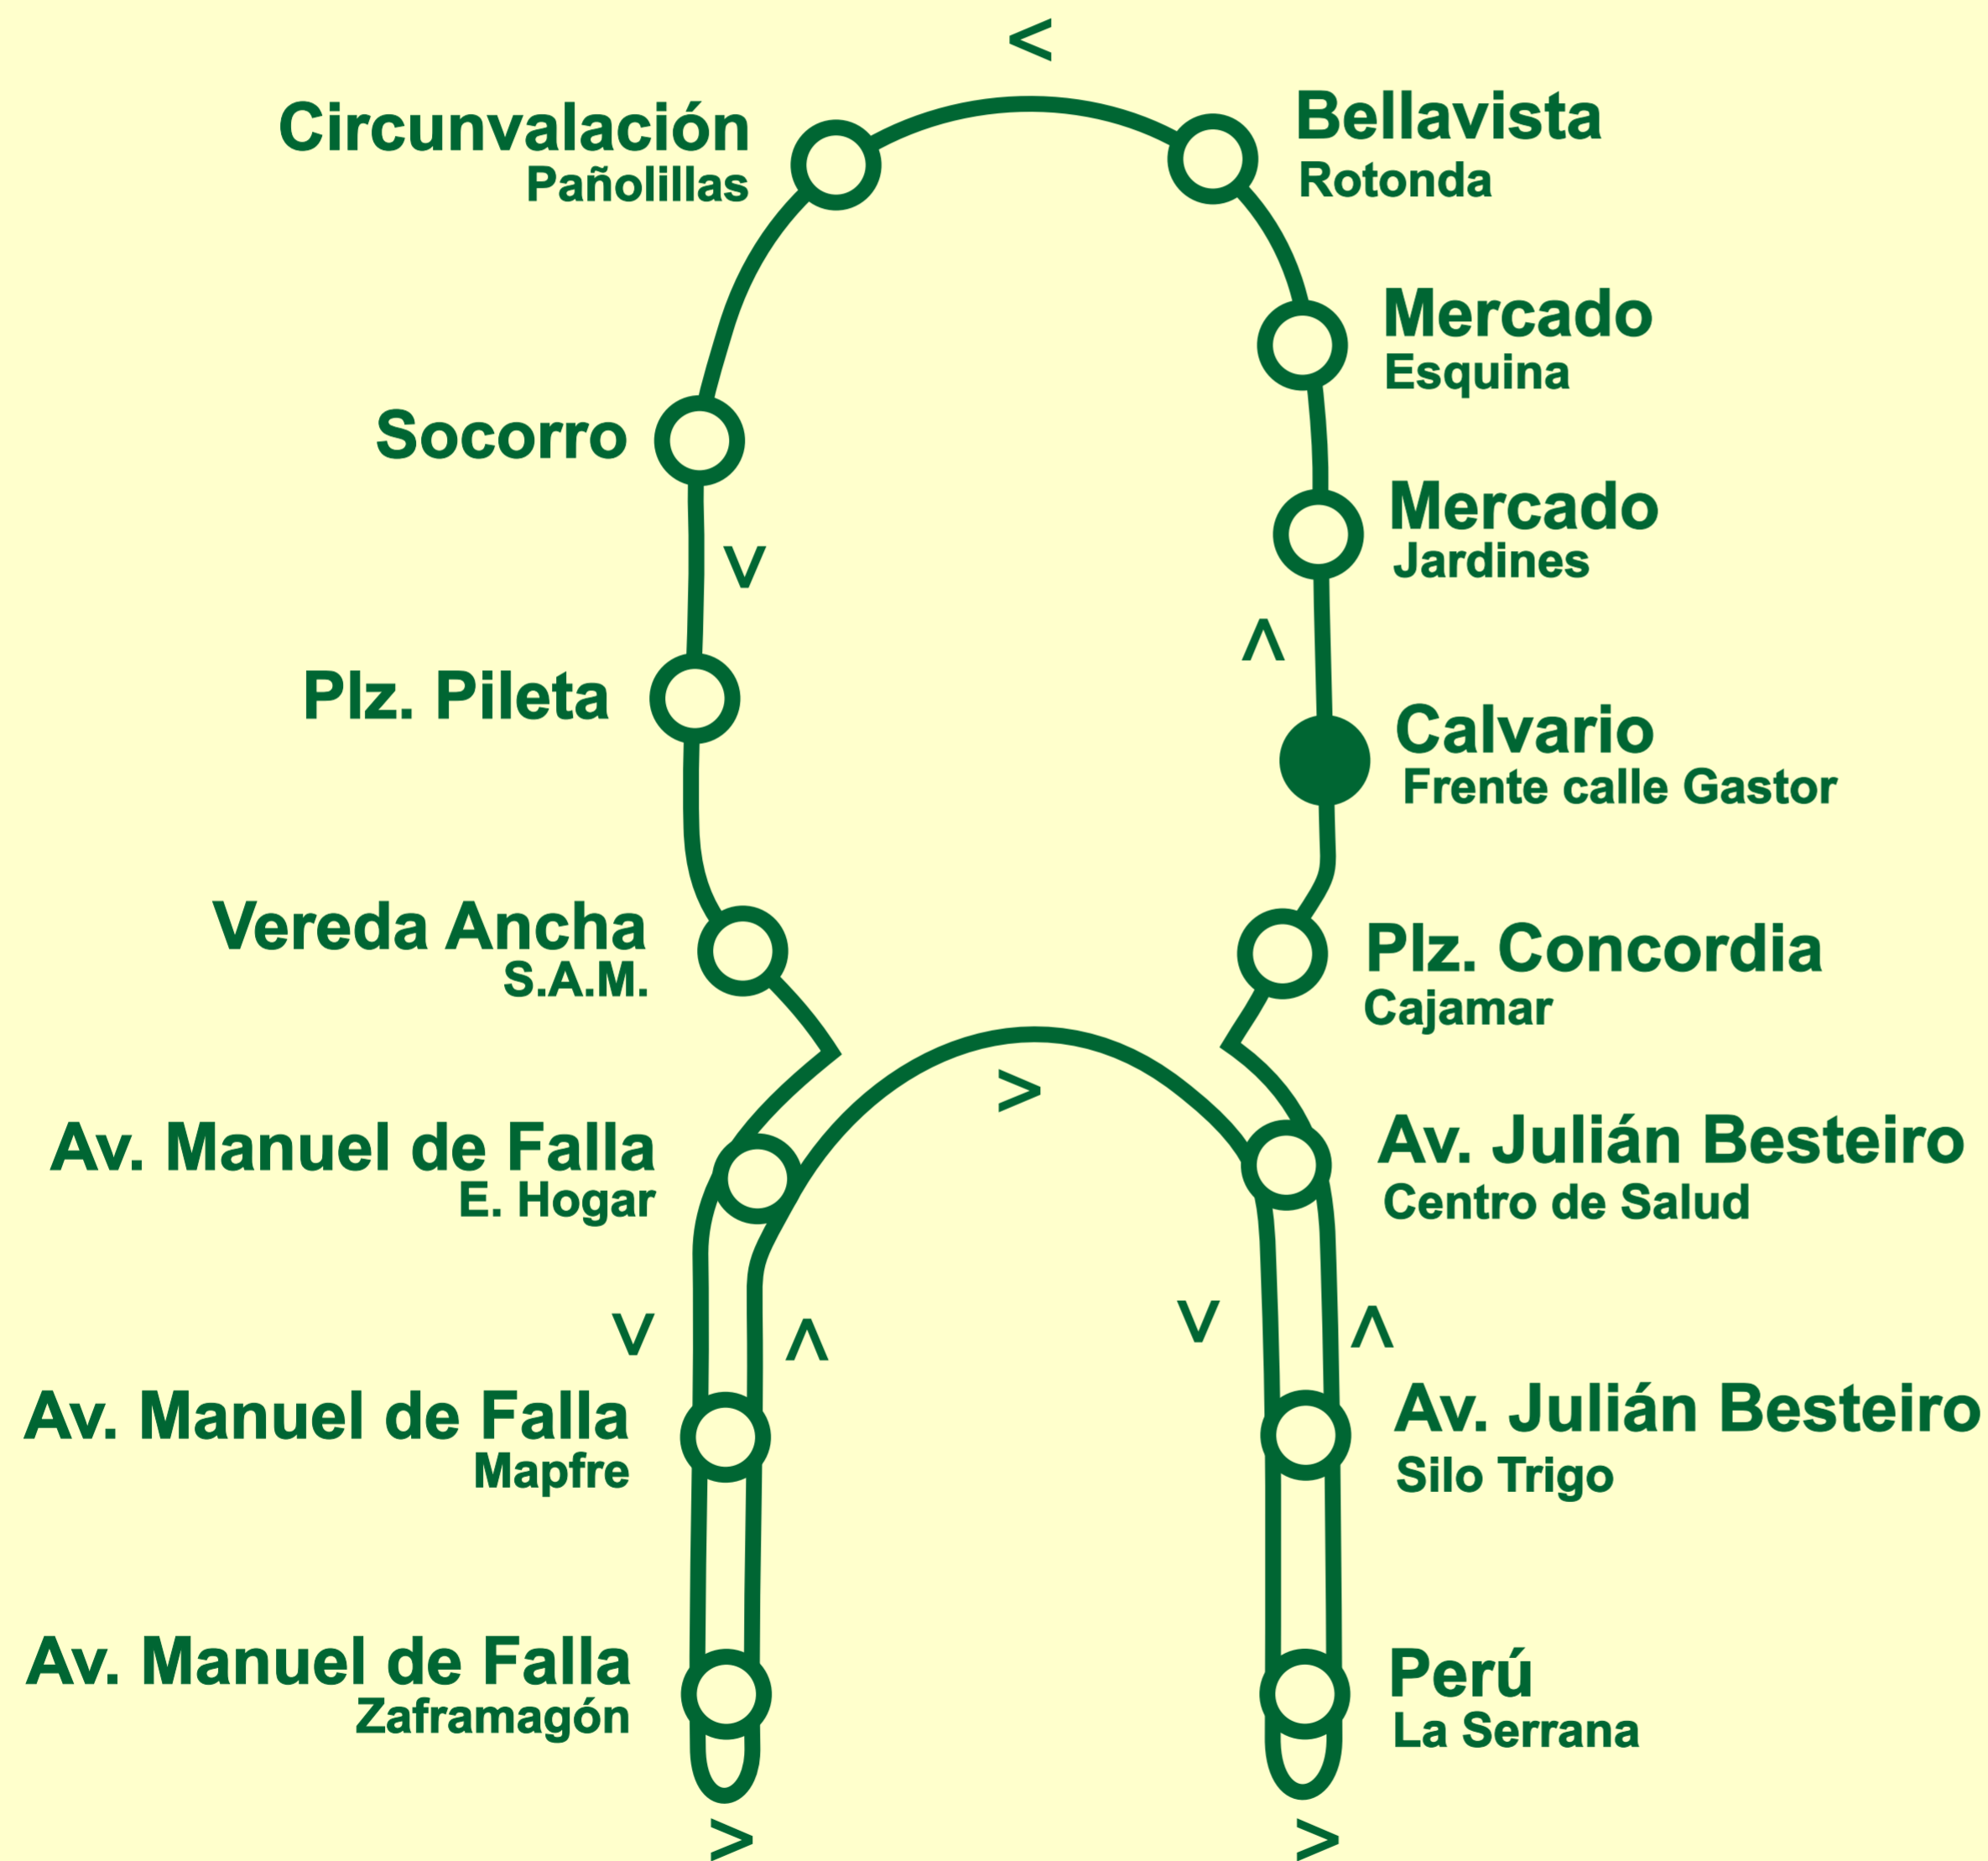 <
Circunvalación
Pañolillas
Bellavista
Rotonda
Mercado
Esquina
Socorro
Mercado
Jardines
>
<
Plz. Pileta
Calvario
Frente calle Gastor
Vereda Ancha
S.A.M.
Plz. Concordia
Cajamar
>
Av. Manuel de Falla
E. Hogar
Av. Julián Besteiro
Centro de Salud
>
<
>
<
Av. Manuel de Falla
Mapfre
Av. Julián Besteiro
Silo Trigo
Av. Manuel de Falla
Zaframagón
Perú
La Serrana
>
>